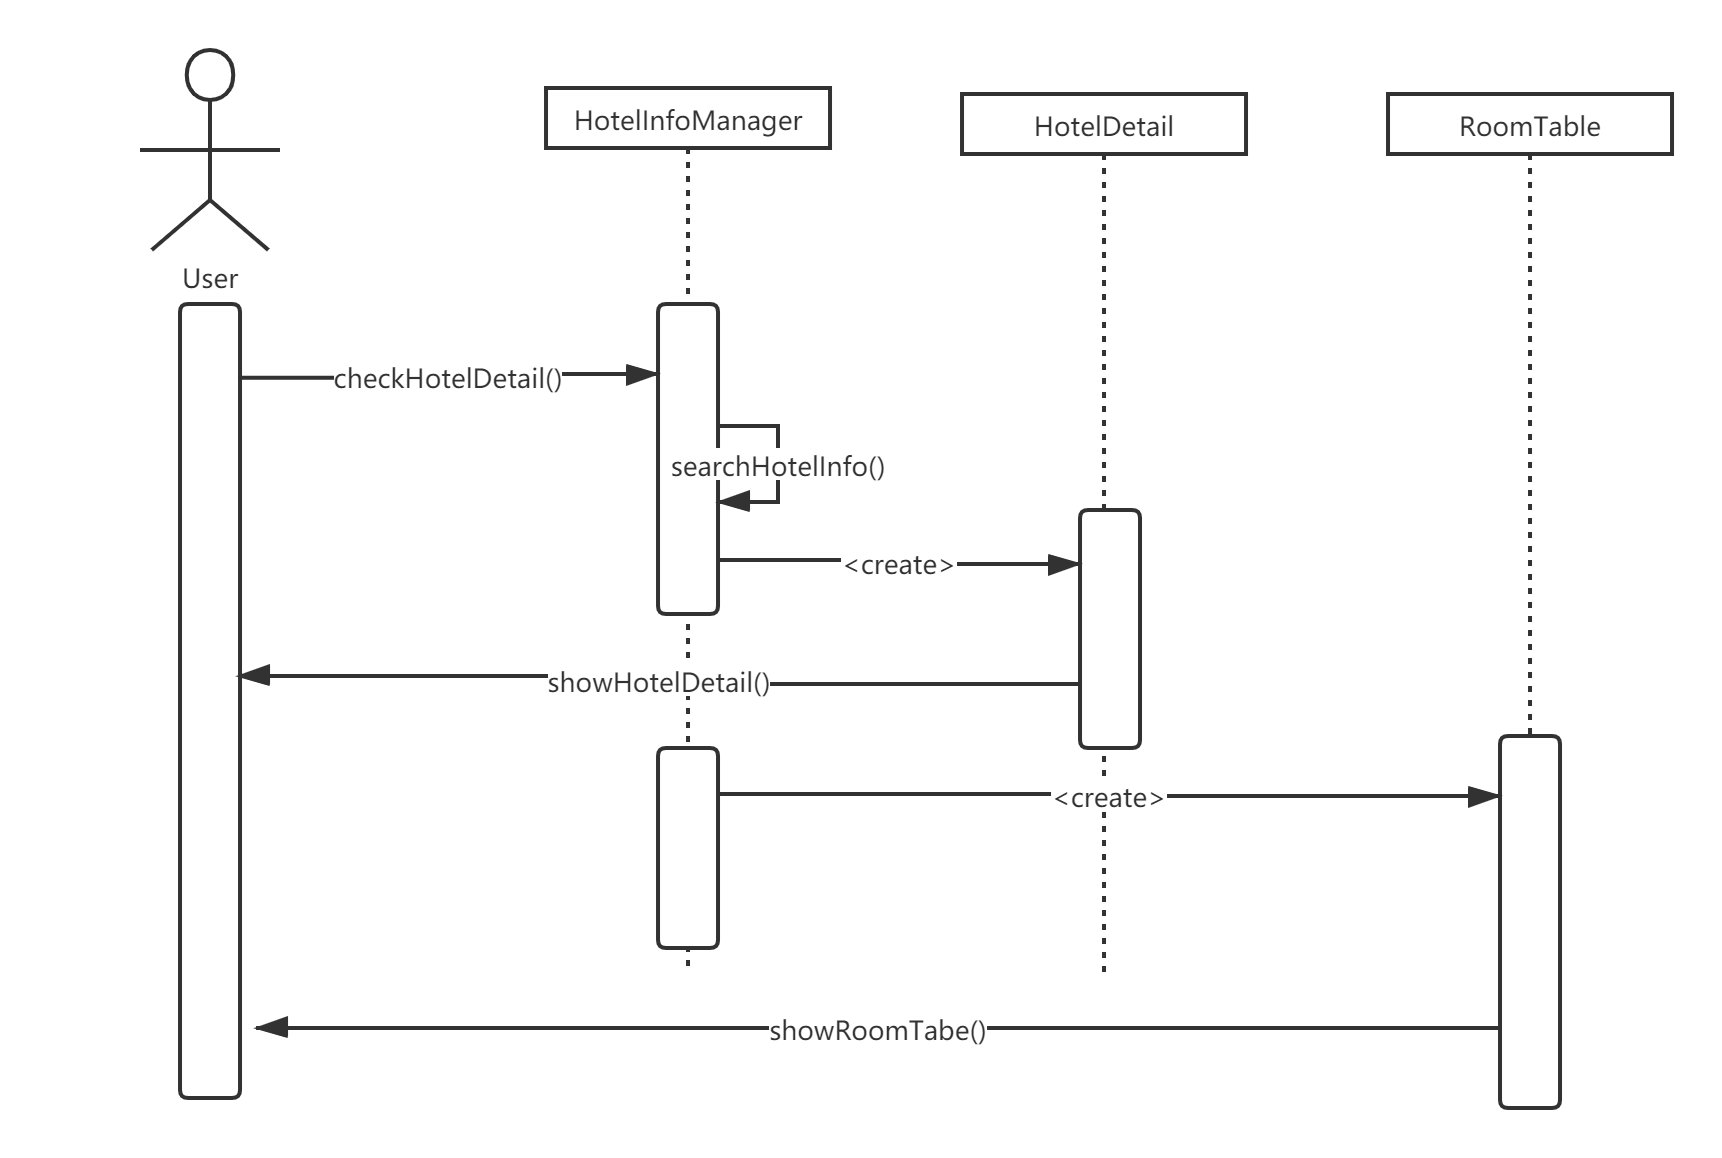 HotelInfoManager
HotelDetail
RoomTable
User
checkHotelDetail()
searchHotelInfo()
<create>
showHotelDetail()
<create>
showRoomTabe()